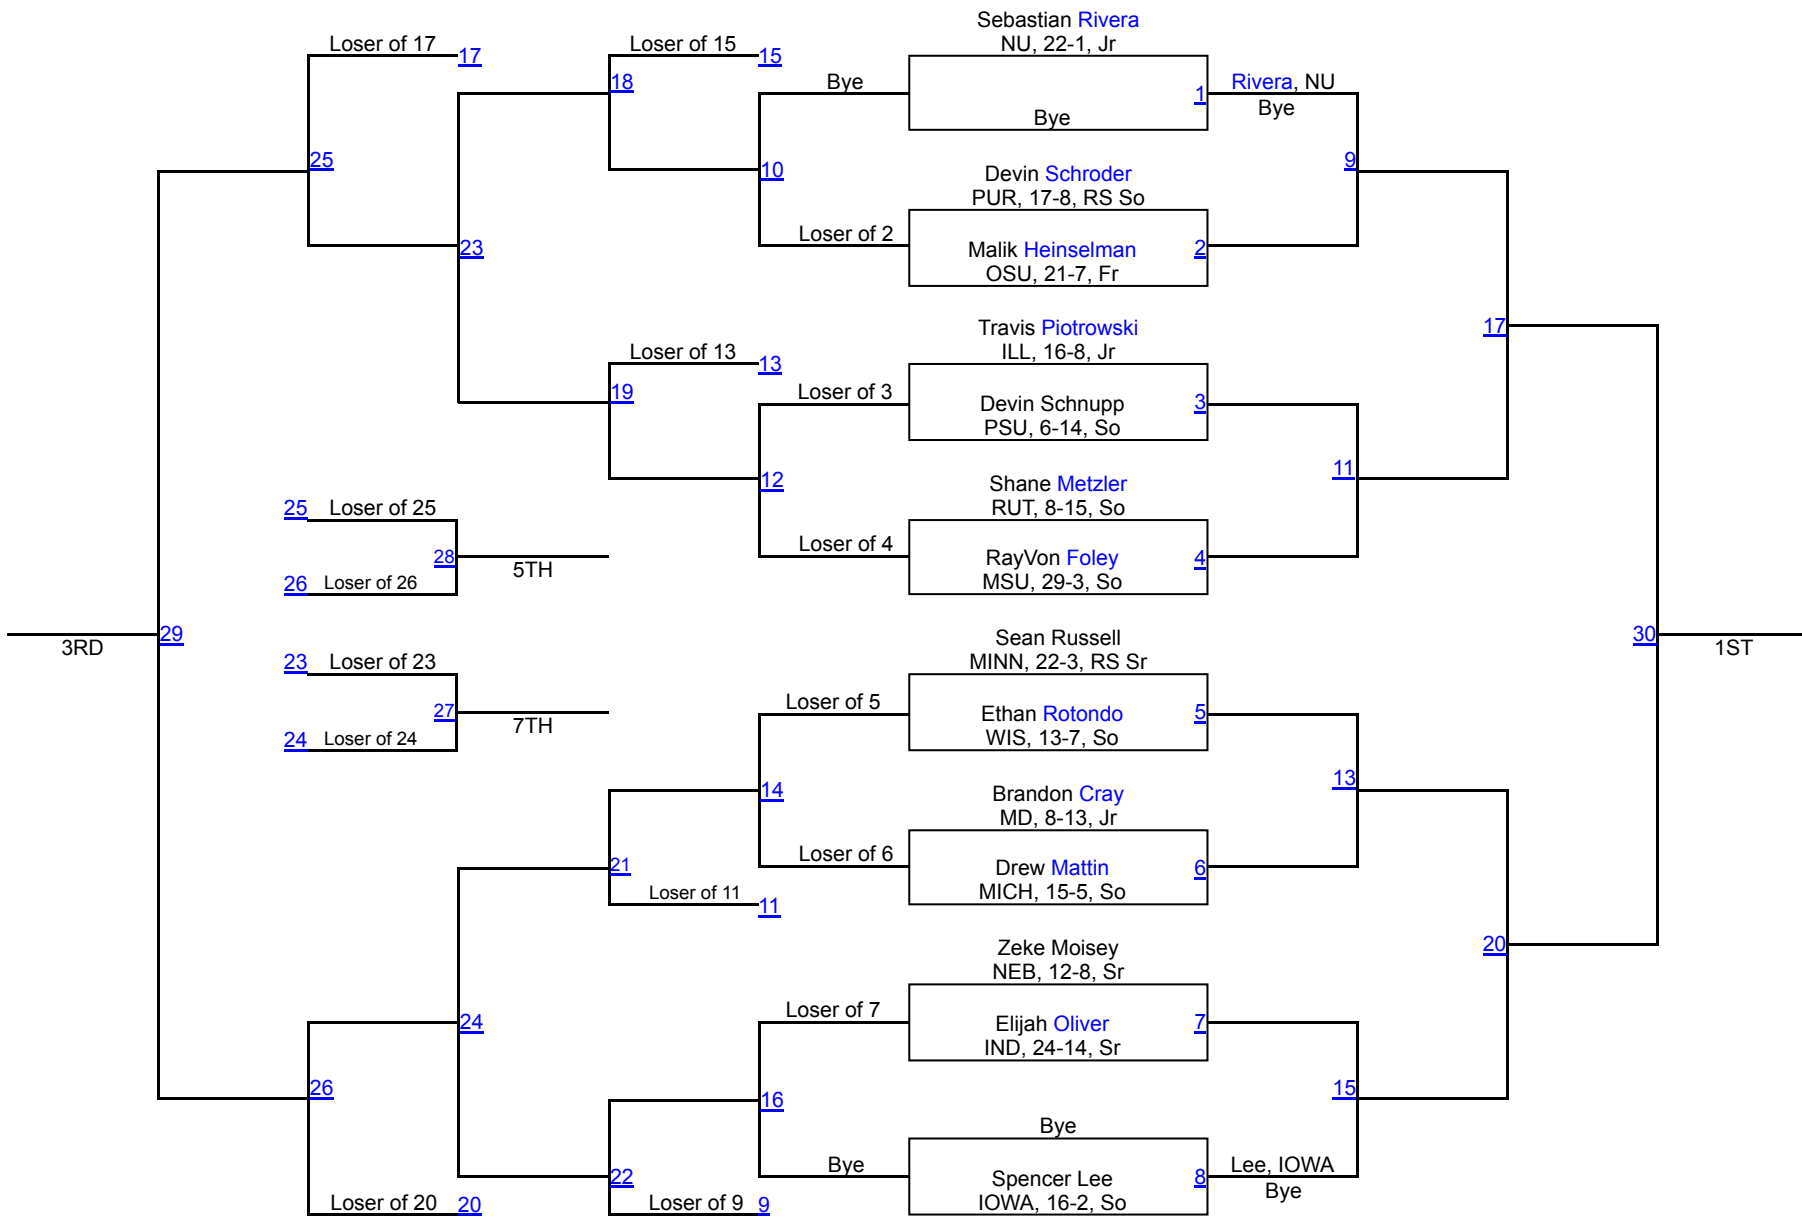 Sebastian Rivera
NU, 22-1, Jr
Loser of 17
17
Loser of 15
15
18
Bye
1
Rivera, NU
Bye
Bye
25
10
9
Devin Schroder
PUR, 17-8, RS So
23
Loser of 2
Malik Heinselman
OSU, 21-7, Fr
2
Travis Piotrowski
ILL, 16-8, Jr
17
Loser of 13
13
19
Loser of 3
Devin Schnupp
PSU, 6-14, So
3
12
11
Shane Metzler
RUT, 8-15, So
25
Loser of 25
28
5TH
26
Loser of 26
Loser of 4
RayVon Foley
MSU, 29-3, So
4
3RD
29
Sean Russell
MINN, 22-3, RS Sr
30
1ST
23
Loser of 23
27
7TH
24
Loser of 24
Loser of 5
Ethan Rotondo
WIS, 13-7, So
5
14
13
Brandon Cray
MD, 8-13, Jr
21
Loser of 6
Drew Mattin
MICH, 15-5, So
6
Loser of 11
11
Zeke Moisey
NEB, 12-8, Sr
20
24
Loser of 7
Elijah Oliver
IND, 24-14, Sr
7
26
16
15
Bye
22
Bye
Spencer Lee
IOWA, 16-2, So
8
Lee, IOWA
Bye
Loser of 20
20
Loser of 9
9